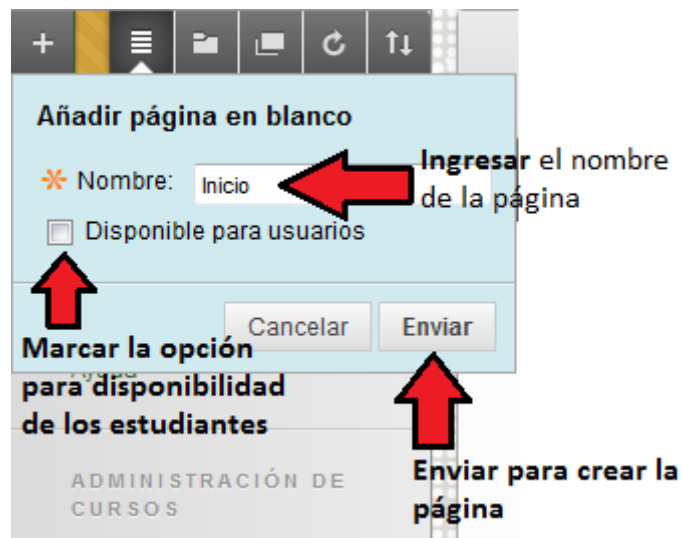 Añadir página en blanco
Nombre: Inicio
Ingresar el nombre
de la página
Disponible para usuarios
Cancelar Enviar
Marcar la opción
Ayuda
para disponibilidad
de los estudiantes
Enviar para crear la
página
ADMINISTRACIÓN DE
CURSOS